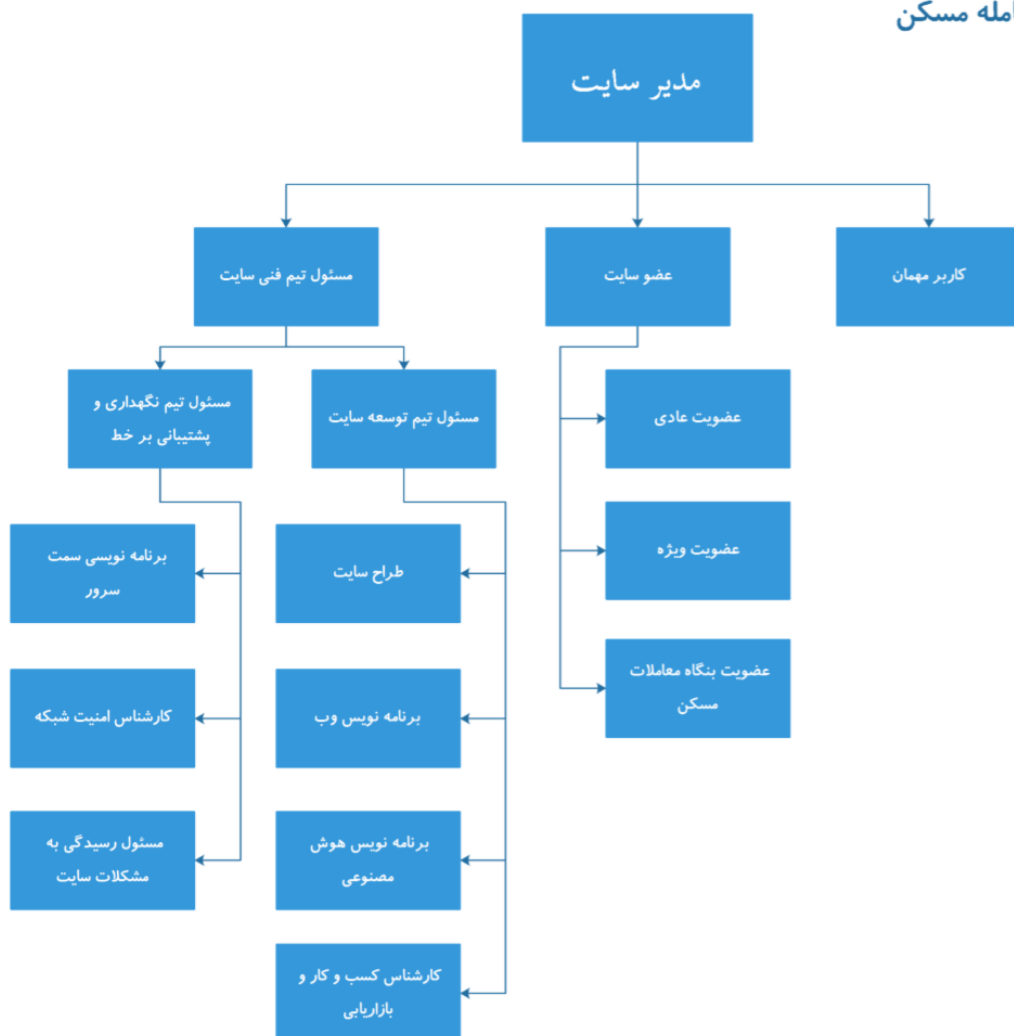 امله مسکن
مدیر سایت
کاربر مهمان
عضو سایت
مسئول تیم فنی سایت
عضویت عادی
عضویت ویژه
عضویت بنگاه معاملات
مسکن
مسئول تیم توسعه سایت
مسئول تیم نگهداری و
پشتیبانی بر خط
طراح سایت
برنامه نویس وب
برنامه نویس هوش
مصنوعی
کارشناس کسب و کار و
بازاریابی
برنامه نویسی سمت
سرور
کارشناس امنیت شبکه
مسئول رسیدگی به
مشکلات سایت